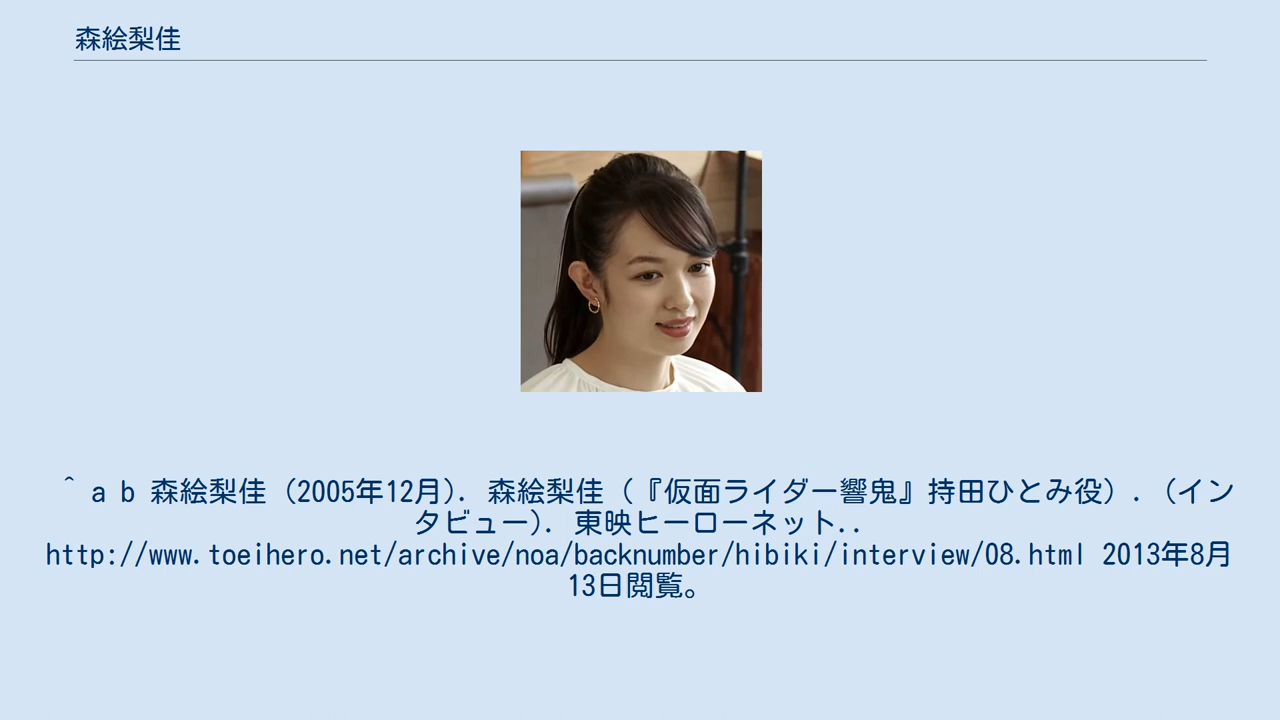 森絵梨佳
^ a b 森絵梨佳 (2005年12月). 森絵梨佳（『仮面ライダー響鬼』持田ひとみ役）. (イン
タビュー). 東映ヒーローネット..
http://www.toeihero.net/archive/noa/backnumber/hibiki/interview/08.html 2013年8月
13日閲覧。